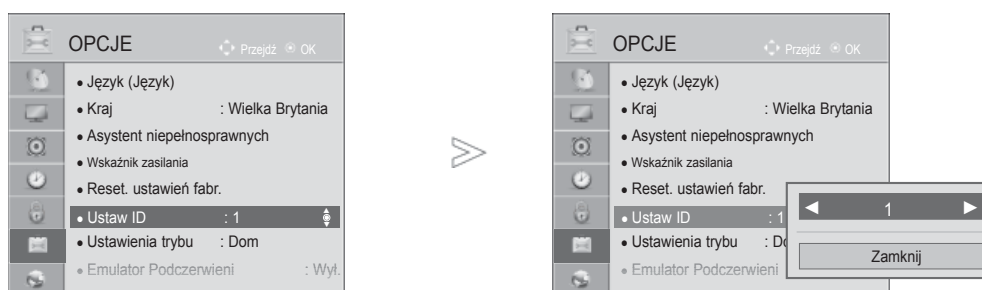 OPCJE Przejdź OK
• Język (Język)
• Kraj : Wielka Brytania
• Asystent niepełnosprawnych
• Wskaźnik zasilania
• Reset. ustawień fabr.
• Ustaw ID : 1
• Ustawienia trybu : Dom
• Emulator Podczerwieni : Wył.
OPCJE Przejdź OK
• Język (Język)
• Kraj : Wielka Brytania
• Asystent niepełnosprawnych
• Wskaźnik zasilania
• Reset. ustawień fabr.
• Ustaw ID : 1
• Ustawienia trybu
• Emulator Podczerwieni
◄ 1 ►
Zamknij